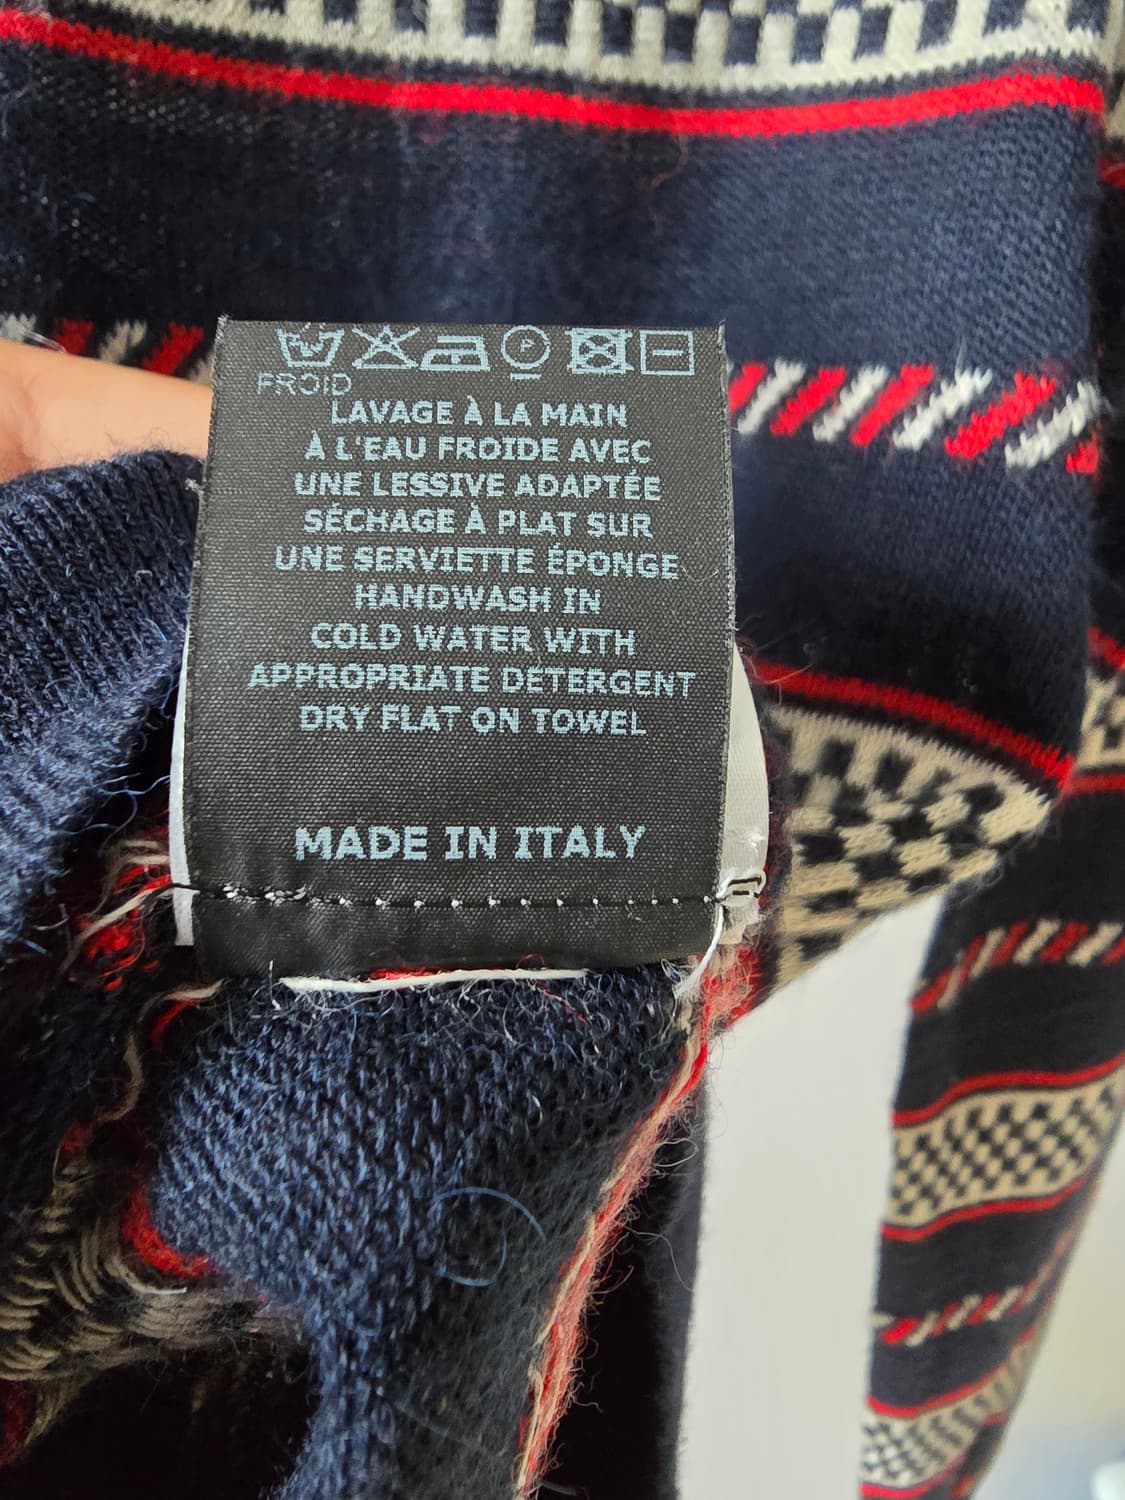 P
FROID
LAVAGE À LA MAIN
À L'EAU FROIDE AVEC
UNE LESSIVE ADAPTÉE
SÉCHAGE À PLAT SUR
UNE SERVIETTE ÉPONGE
HANDWASH IN
COLD WATER WITH
APPROPRIATE DETERGENT
DRY FLAT ON TOWEL
MADE IN ITALY